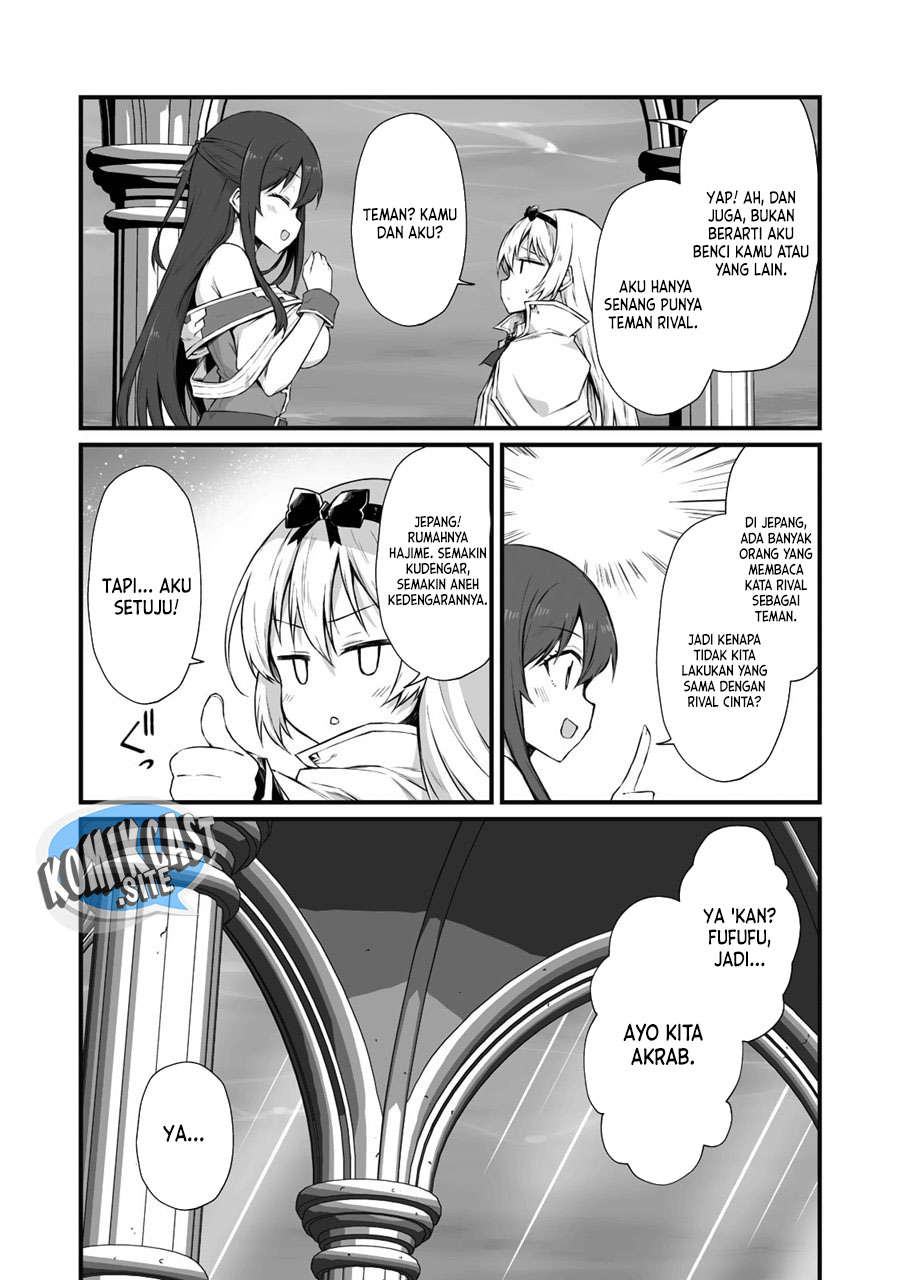 YAP! AH, DAN
JUGA, BUKAN
BERARTI AKU
BENCI KAMU ATAU
YANG LAIN.
AKU HANYA
SENANG PUNYA
TEMAN RIVAL.
TEMAN? KAMU
DAN AKU?
DI JEPANG,
ADA BANYAK
ORANG YANG
MEMBACA
KATA RIVAL
SEBAGAI
TEMAN.
JADI KENAPA
TIDAK KITA
LAKUKAN YANG
SAMA DENGAN
RIVAL CINTA?
JEPANG!
RUMAHNYA
HAJIME. SEMAKIN
KUDENGAR,
SEMAKIN ANEH
KEDENGARANNYA.
TAPI... AKU
SETUJU!
YA 'KAN?
FUFUFU,
JADI...
AYO KITA
AKRAB.
YA...
KOMIKCAST
.SITE